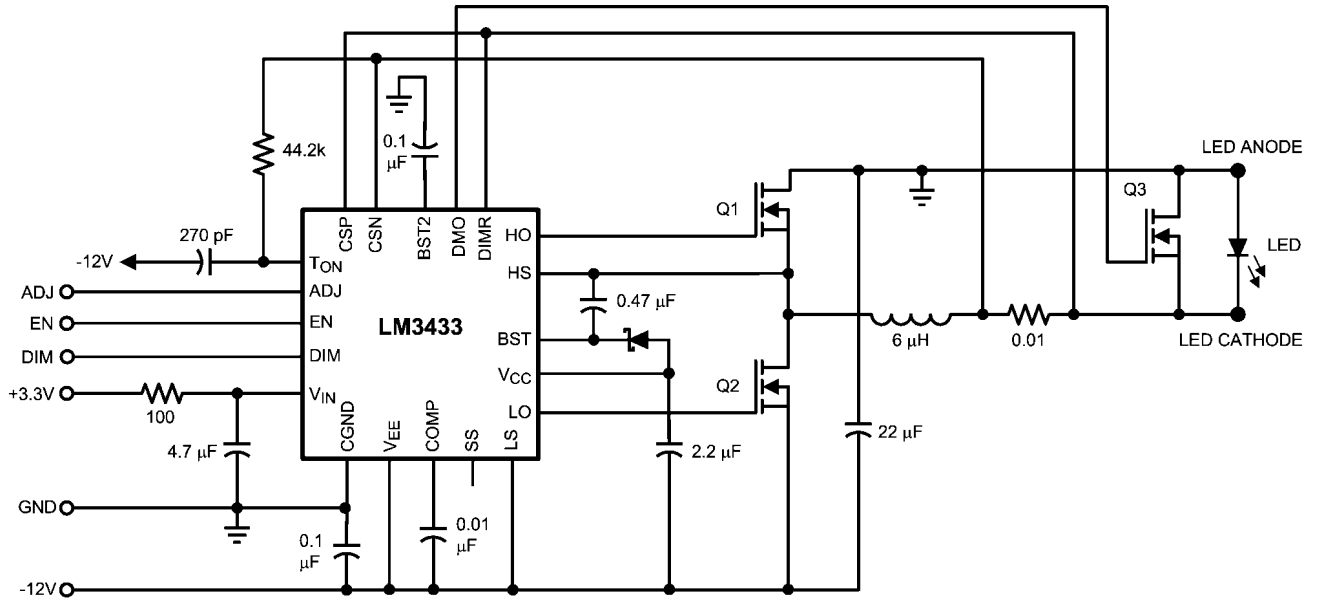 44.2k
0.1
µF
270 pF
-12V
ADJ
EN
DIM
+3.3V
100
4.7 µF
GND
-12V
CSP
CSN
BST2
DMO
DIMR
TON
ADJ
EN
DIM
VIN
LM3433
HO
HS
BST
VCC
LO
CGND
VEE
COMP
SS
LS
0.1
µF
0.01
µF
0.47 µF
2.2 µF
Q1
Q2
22 µF
6 µH
0.01
Q3
LED ANODE
LED
LED CATHODE